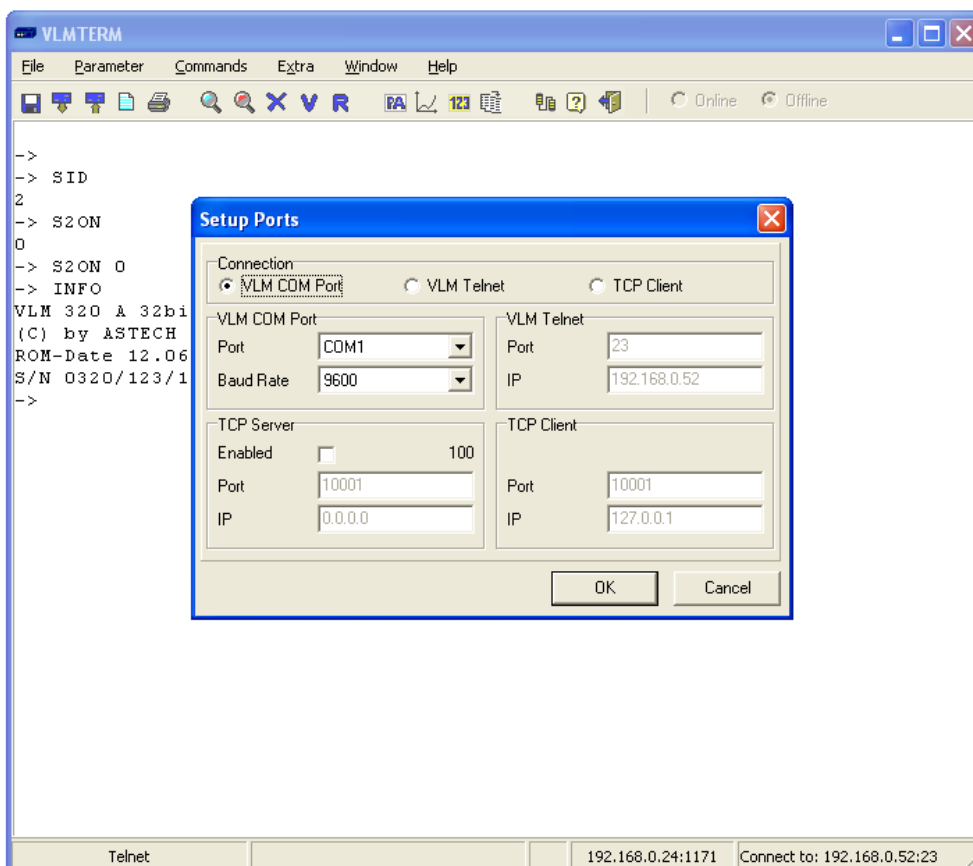 VLMTERM
File Parameter Commands Extra Window Help
PA 123 Online Offline
->
-> SID
2
-> S2ON
0
-> S2ON 0
-> INFO
VLM 320 A 32bi
(C) by ASTECH
ROM-Date 12.06
S/N 0320/123/1
->
Setup Ports
Connection
VLM COM Port VLM Telnet TCP Client
VLM COM Port
Port COM1
Baud Rate 9600
VLM Telnet
Port 23
IP 192.168.0.52
TCP Server
Enabled 100
Port 10001
IP 0.0.0.0
TCP Client
Port 10001
IP 127.0.0.1
OK Cancel
Telnet 192.168.0.24:1171 Connect to: 192.168.0.52:23